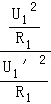 U₁²
R₁
U₁′ ²
R₁